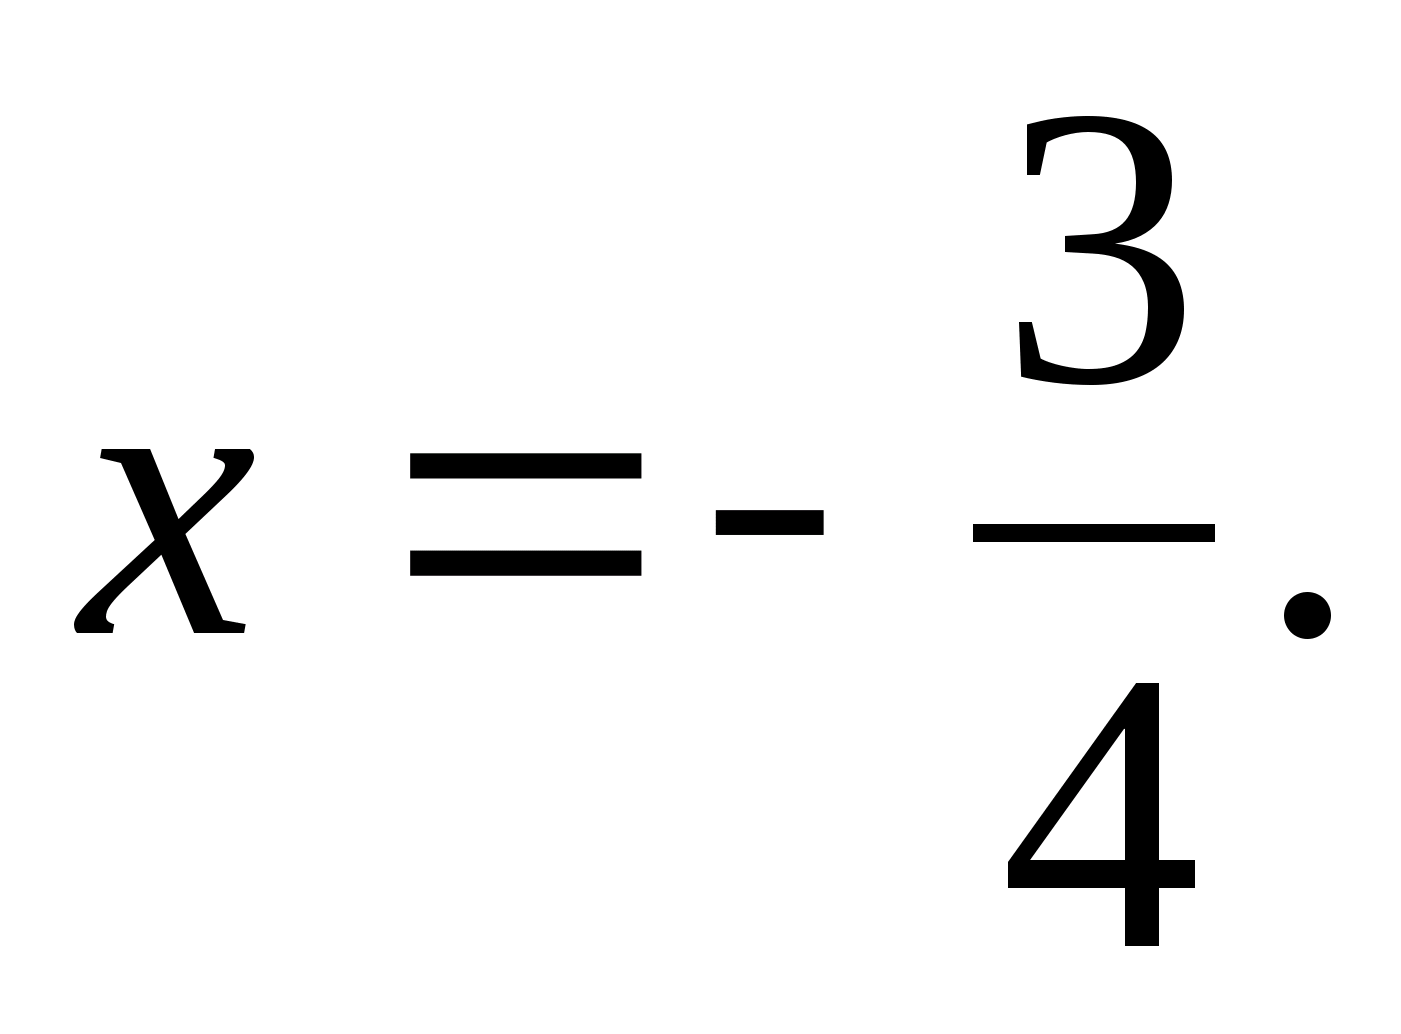 x = - 3/4.